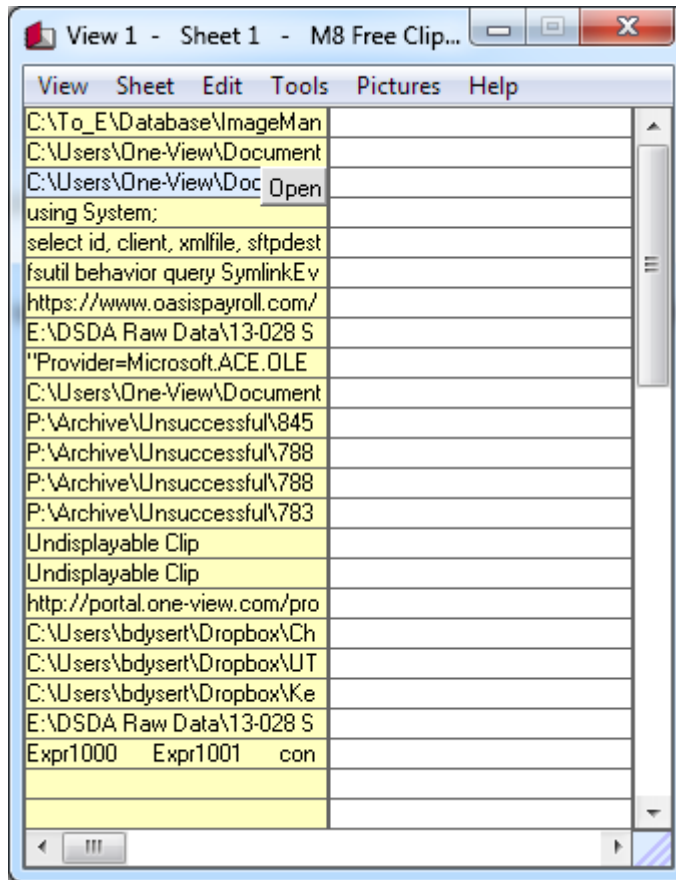 View 1 - Sheet 1 - M8 Free Clip...
View Sheet Edit Tools Pictures Help
C:\To_E\Database\ImageMan
C:\Users\One-View\Document
C:\Users\One-View\Doc Open
using System;
select id, client, xmlfile, sftpdest
fsutil behavior query SymlinkEv
https://www.oasispayroll.com/
E:\DSDA Raw Data\13-028 S
"Provider=Microsoft.ACE.OLE
C:\Users\One-View\Document
P:\Archive\Unsuccessful\845
P:\Archive\Unsuccessful\788
P:\Archive\Unsuccessful\788
P:\Archive\Unsuccessful\783
Undisplayable Clip
Undisplayable Clip
http://portal.one-view.com/pro
C:\Users\bdysert\Dropbox\Ch
C:\Users\bdysert\Dropbox\UT
C:\Users\bdysert\Dropbox\Ke
E:\DSDA Raw Data\13-028 S
Expr1000 Expr1001 con